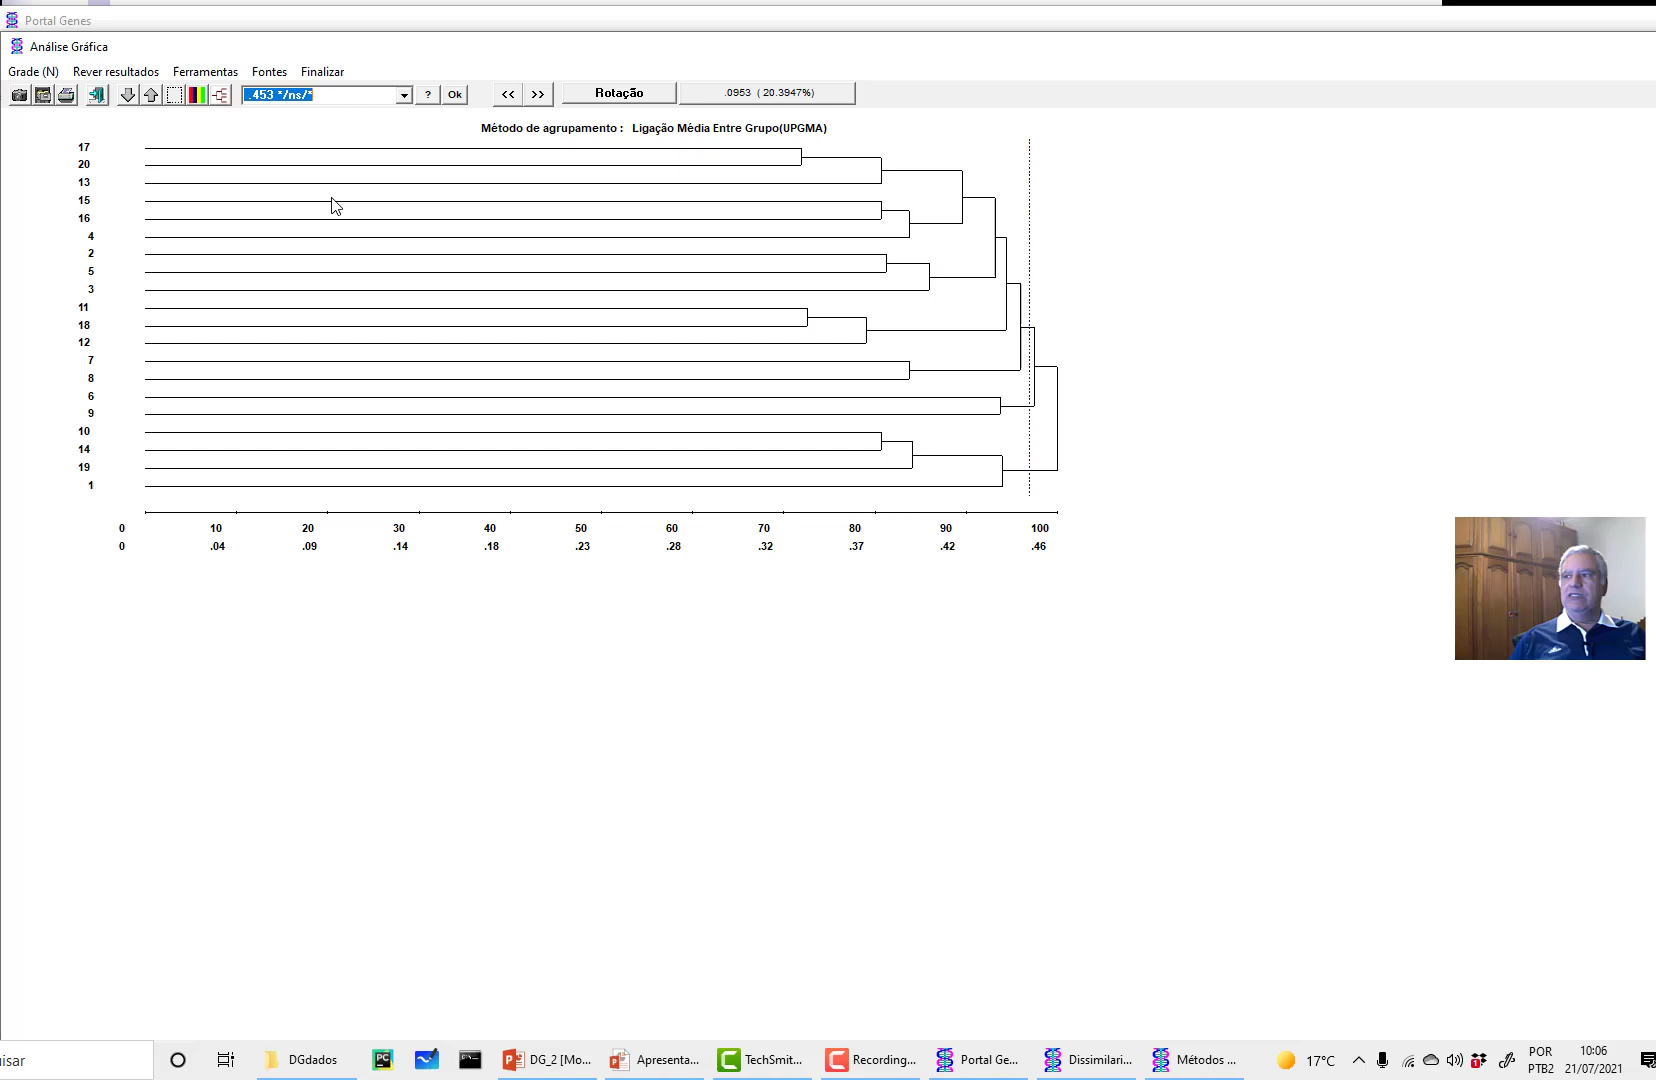 Portal Genes
Análise Gráfica
Grade (N) Rever resultados Ferramentas Fontes Finalizar
.453 */ns/* ? Ok << >> Rotação .0953 ( 20.3947%)
Método de agrupamento : Ligação Média Entre Grupo(UPGMA)
17
20
13
15
16
4
2
5
3
11
18
12
7
8
6
9
10
14
19
1
0 10 20 30 40 50 60 70 80 90 100
0 .04 .09 .14 .18 .23 .28 .32 .37 .42 .46
isar DGdados PC DG_2 [Mo... Apresenta... TechSmit... Recording... Portal Ge... Dissimilari... Métodos ... 17°C POR 10:06
PTB2 21/07/2021